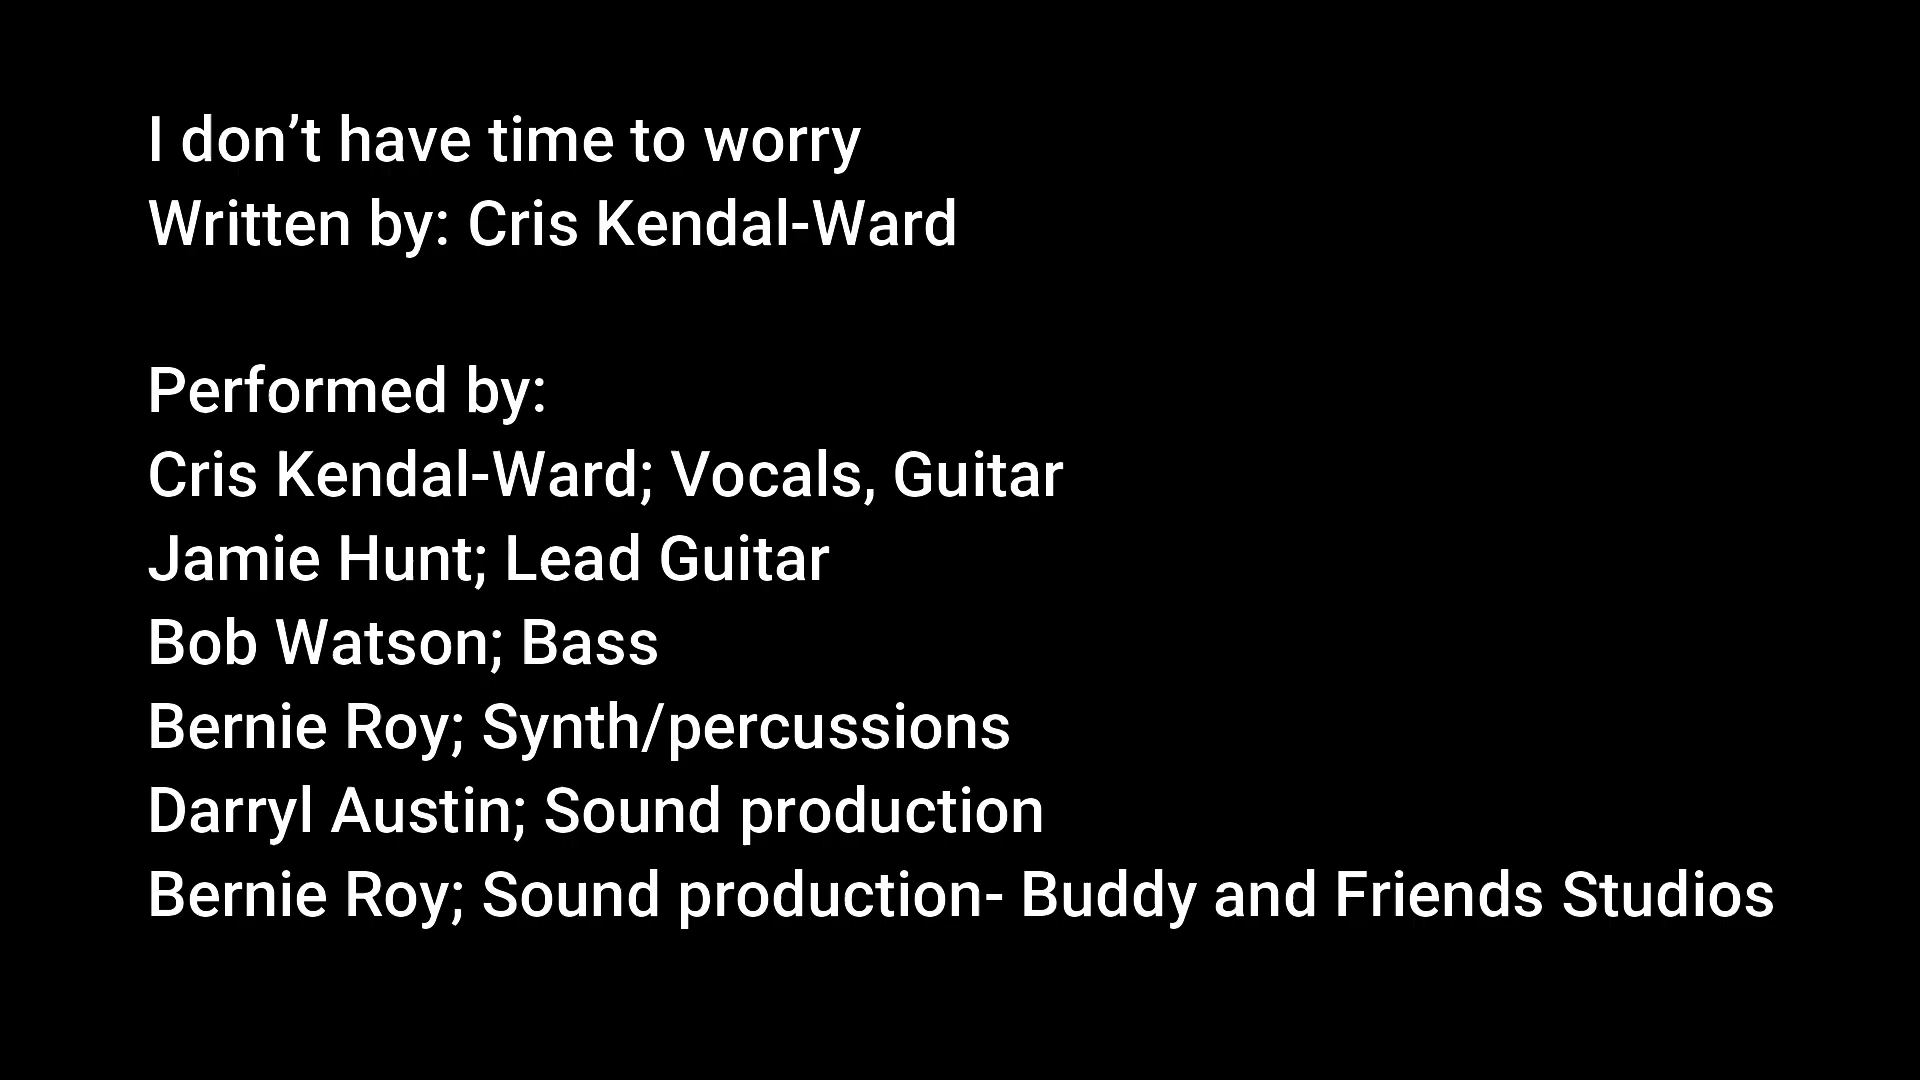 I don’t have time to worry
Written by: Cris Kendal-Ward
Performed by:
Cris Kendal-Ward; Vocals, Guitar
Jamie Hunt; Lead Guitar
Bob Watson; Bass
Bernie Roy; Synth/percussions
Darryl Austin; Sound production
Bernie Roy; Sound production- Buddy and Friends Studios